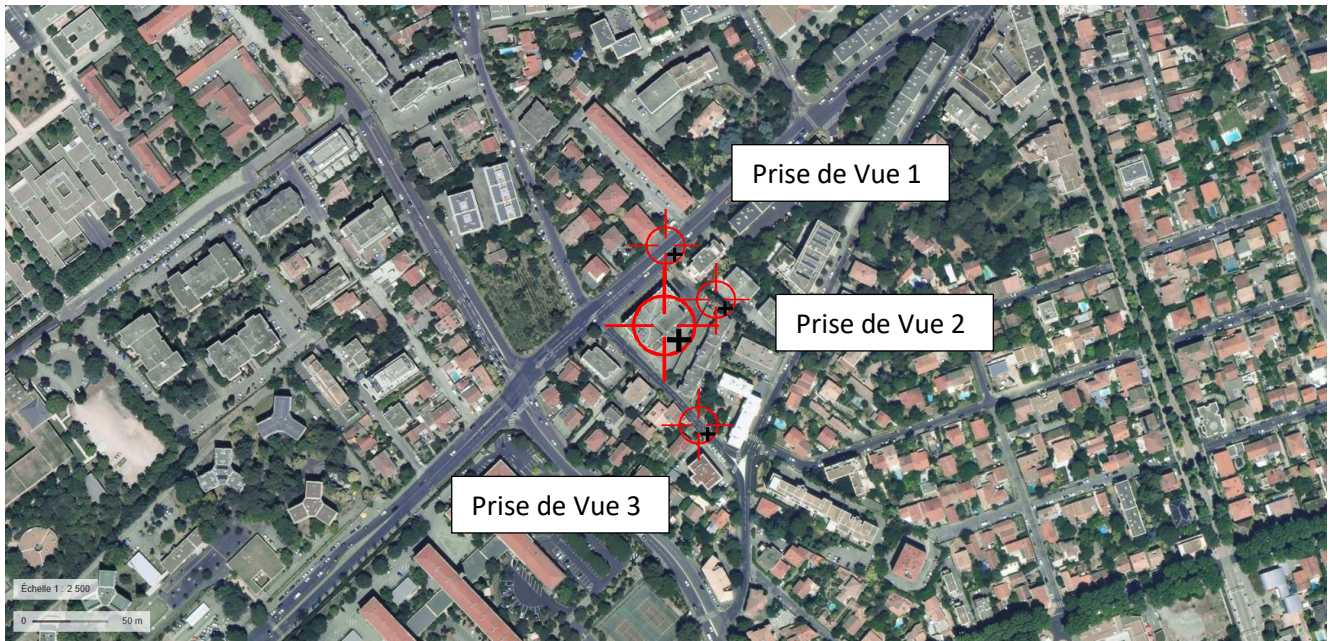 Prise de Vue 1
Prise de Vue 2
Prise de Vue 3
Échelle 1 : 2 500
0 50 m